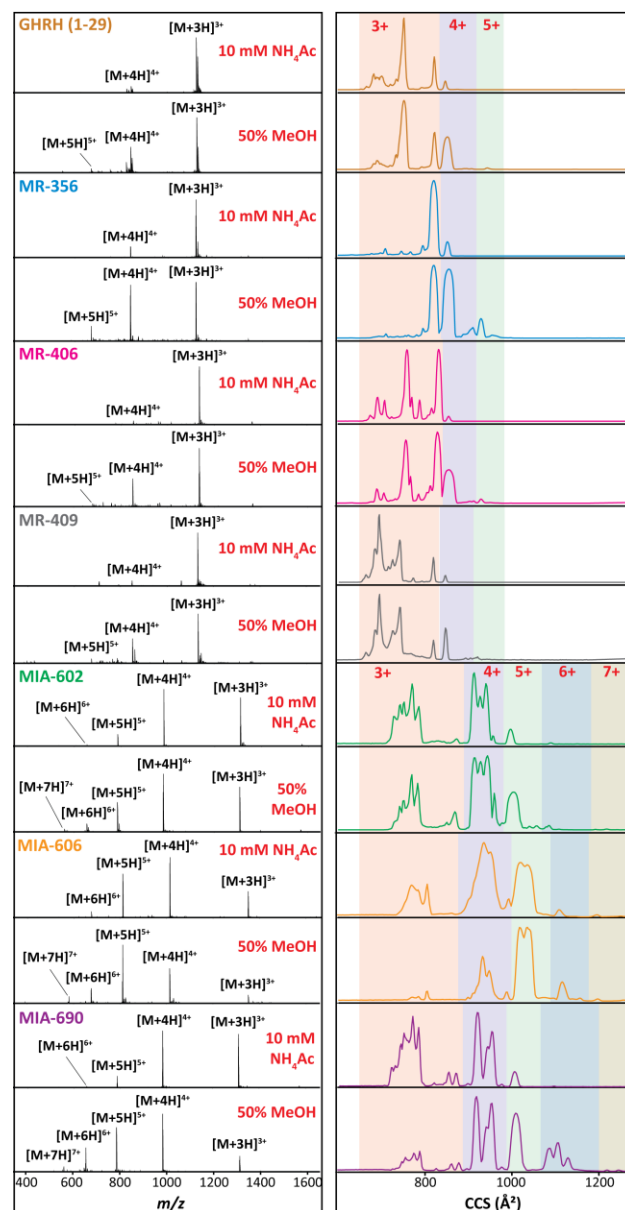 GHRH (1-29)
[M+3H]³⁺
10 mM NH₄Ac
[M+4H]⁴⁺
3+
4+
5+
[M+3H]³⁺
[M+4H]⁴⁺
[M+5H]⁵⁺
50% MeOH
MR-356
[M+3H]³⁺
10 mM NH₄Ac
[M+4H]⁴⁺
[M+4H]⁴⁺
[M+3H]³⁺
50% MeOH
[M+5H]⁵⁺
MR-406
[M+3H]³⁺
10 mM NH₄Ac
[M+4H]⁴⁺
[M+3H]³⁺
[M+4H]⁴⁺
50% MeOH
[M+5H]⁵⁺
MR-409
[M+3H]³⁺
10 mM NH₄Ac
[M+4H]⁴⁺
[M+3H]³⁺
50% MeOH
[M+4H]⁴⁺
[M+5H]⁵⁺
MIA-602
[M+4H]⁴⁺
[M+3H]³⁺
10 mM
NH₄Ac
[M+6H]⁶⁺
[M+5H]⁵⁺
3+
4+
5+
6+
7+
[M+4H]⁴⁺
[M+3H]³⁺
50%
MeOH
[M+7H]⁷⁺
[M+5H]⁵⁺
[M+6H]⁶⁺
MIA-606
[M+4H]⁴⁺
10 mM NH₄Ac
[M+5H]⁵⁺
[M+3H]³⁺
[M+6H]⁶⁺
[M+5H]⁵⁺
50% MeOH
[M+7H]⁷⁺
[M+4H]⁴⁺
[M+6H]⁶⁺
[M+3H]³⁺
MIA-690
[M+4H]⁴⁺
[M+3H]³⁺
10 mM
NH₄Ac
[M+6H]⁶⁺
[M+5H]⁵⁺
[M+4H]⁴⁺
[M+5H]⁵⁺
50% MeOH
[M+6H]⁶⁺
[M+7H]⁷⁺
[M+3H]³⁺
400 600 800 1000 1200 1400 1600
m/z
800 1000 1200
CCS (Å²)